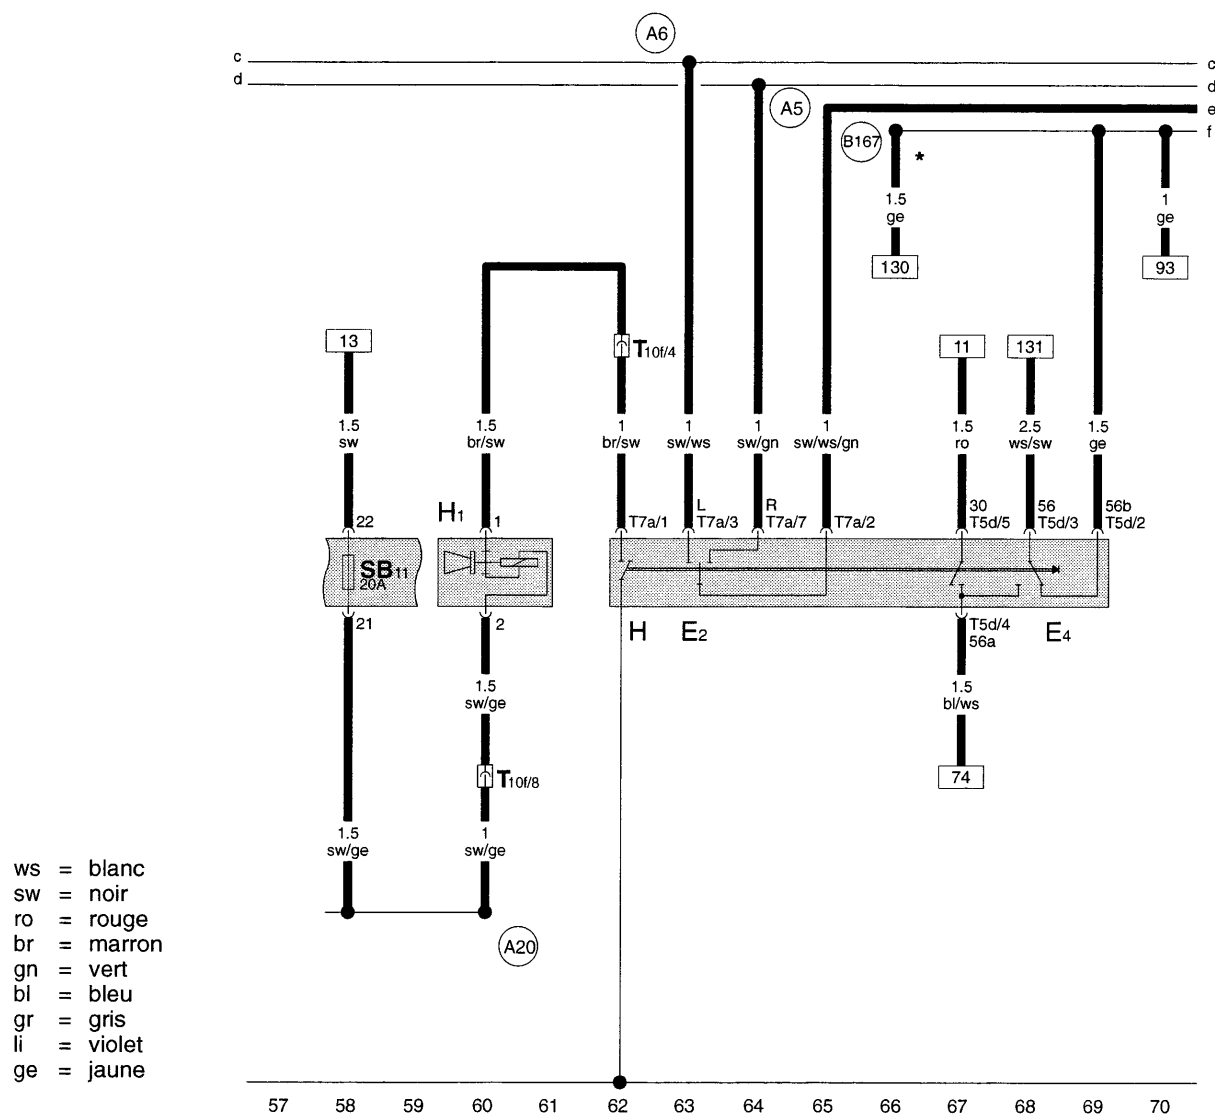 A6
c c
d d
A5 e
B167 f
*
1.5 1
ge ge
130 93
13 11 131
T10f/4
1.5 1.5 1 1 1 1 1.5 2.5 1.5
sw br/sw br/sw sw/ws sw/gn sw/ws/gn ro ws/sw ge
L R 30 56 56b
22 H1 1 T7a/1 T7a/3 T7a/7 T7a/2 T5d/5 T5d/3 T5d/2
SB11
20A
21 2 H E2 T5d/4 E4
56a
1.5 1.5
sw/ge bl/ws
T10f/8 74
1.5 1
sw/ge sw/ge
A20
ws = blanc
sw = noir
ro = rouge
br = marron
gn = vert
bl = bleu
gr = gris
li = violet
ge = jaune
57 58 59 60 61 62 63 64 65 66 67 68 69 70